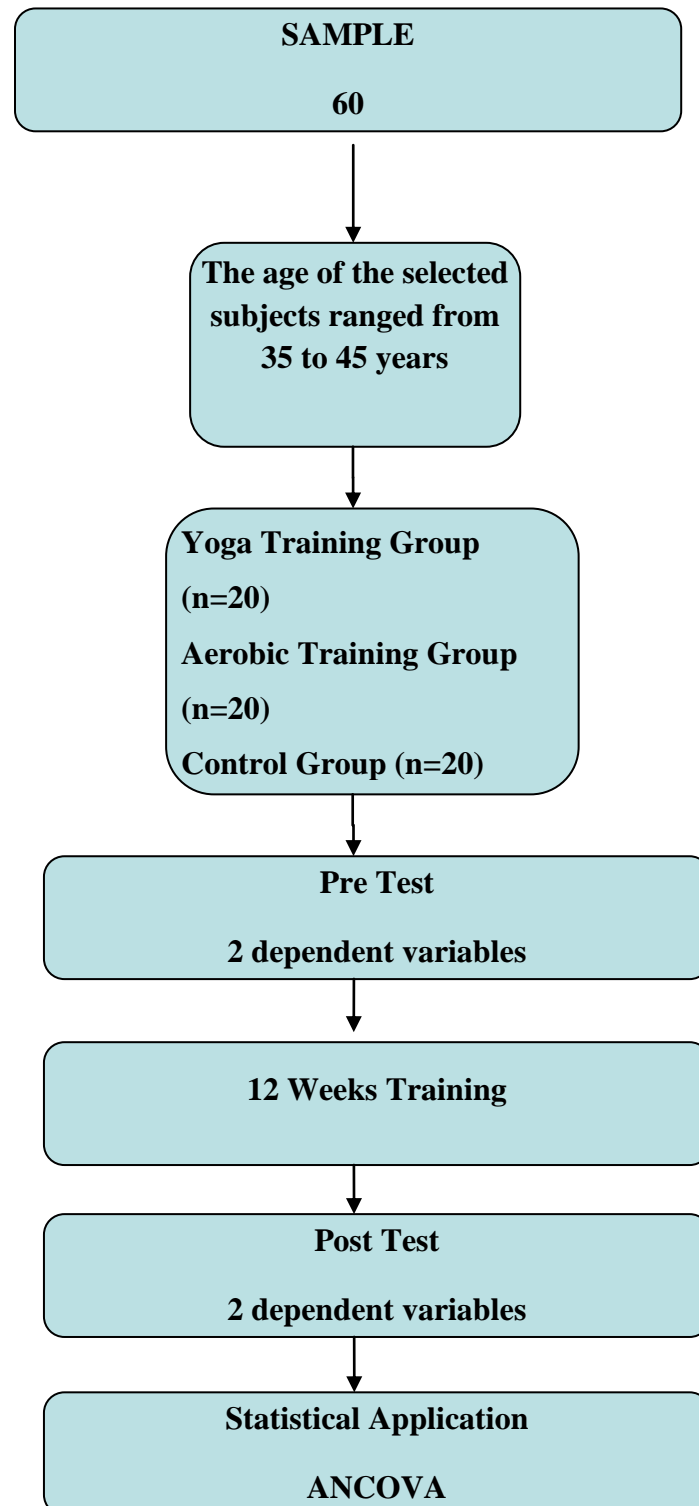 SAMPLE
60
The age of the selected
subjects ranged from
35 to 45 years
Yoga Training Group
(n=20)
Aerobic Training Group
(n=20)
Control Group (n=20)
Pre Test
2 dependent variables
12 Weeks Training
Post Test
2 dependent variables
Statistical Application
ANCOVA